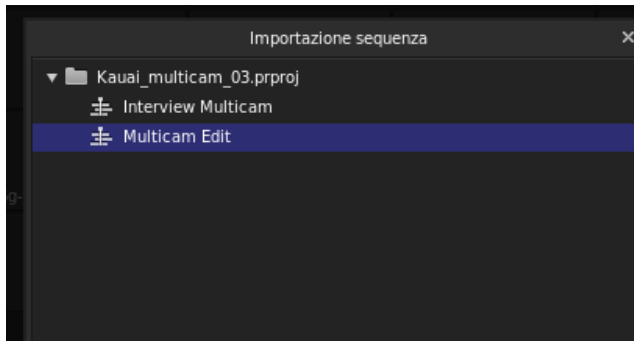 Importazione sequenza
Kauai_multicam_03.prproj
Interview Multicam
Multicam Edit